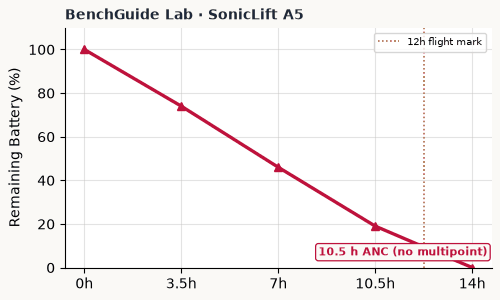 BenchGuide Lab · SonicLift A5
12h flight mark
Remaining Battery (%)
100
80
60
40
20
0
10.5 h ANC (no multipoint)
0h 3.5h 7h 10.5h 14h